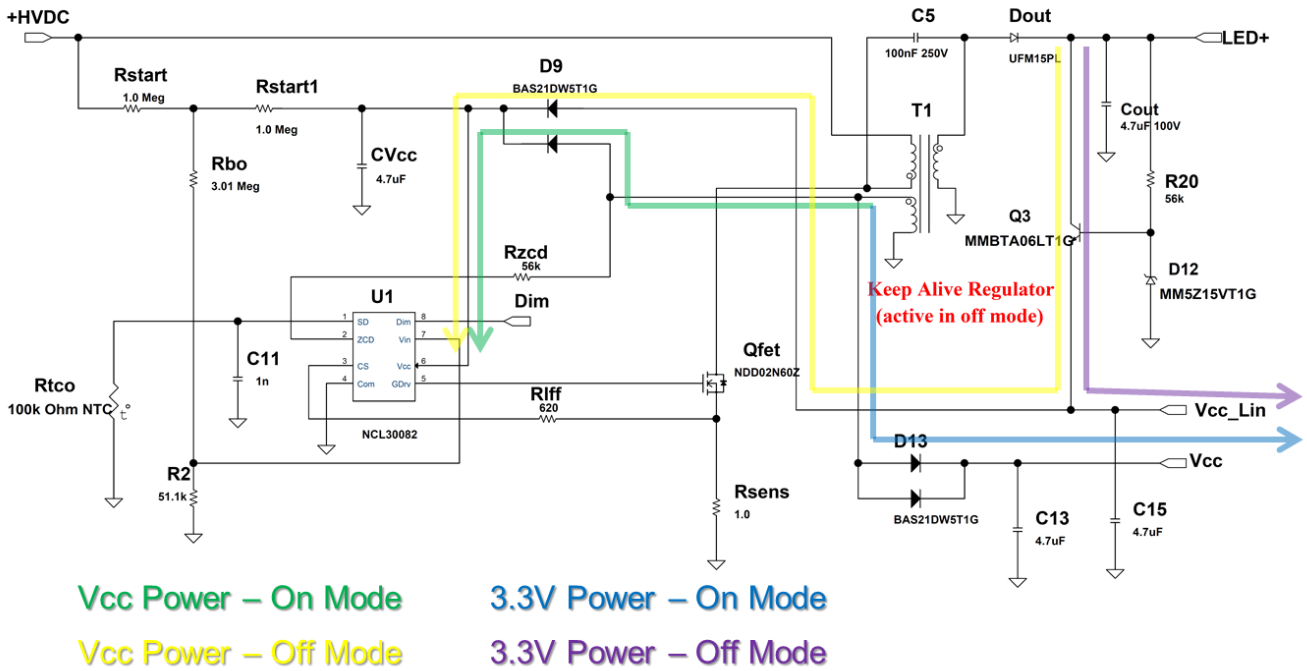 +HVDC
C5
100nF 250V
Dout
UFM15PL
LED+
Rstart
1.0 Meg
Rstart1
1.0 Meg
D9
BAS21DW5T1G
T1
Cout
4.7uF 100V
Rbo
3.01 Meg
CVcc
4.7uF
R20
56k
Q3
MMBTA06LT1G
Rzcd
56k
D12
MM5Z15VT1G
Keep Alive Regulator
(active in off mode)
U1
Dim
1 SD Dim 8
2 ZCD Vin 7
3 CS Vcc 6
4 Com GDrv 5
NCL30082
C11
1n
Rtco
100k Ohm NTC
t°
Qfet
NDD02N60Z
Rlff
620
Vcc_Lin
D13
BAS21DW5T1G
Vcc
R2
51.1k
Rsens
1.0
C13
4.7uF
C15
4.7uF
Vcc Power – On Mode
3.3V Power – On Mode
Vcc Power – Off Mode
3.3V Power – Off Mode